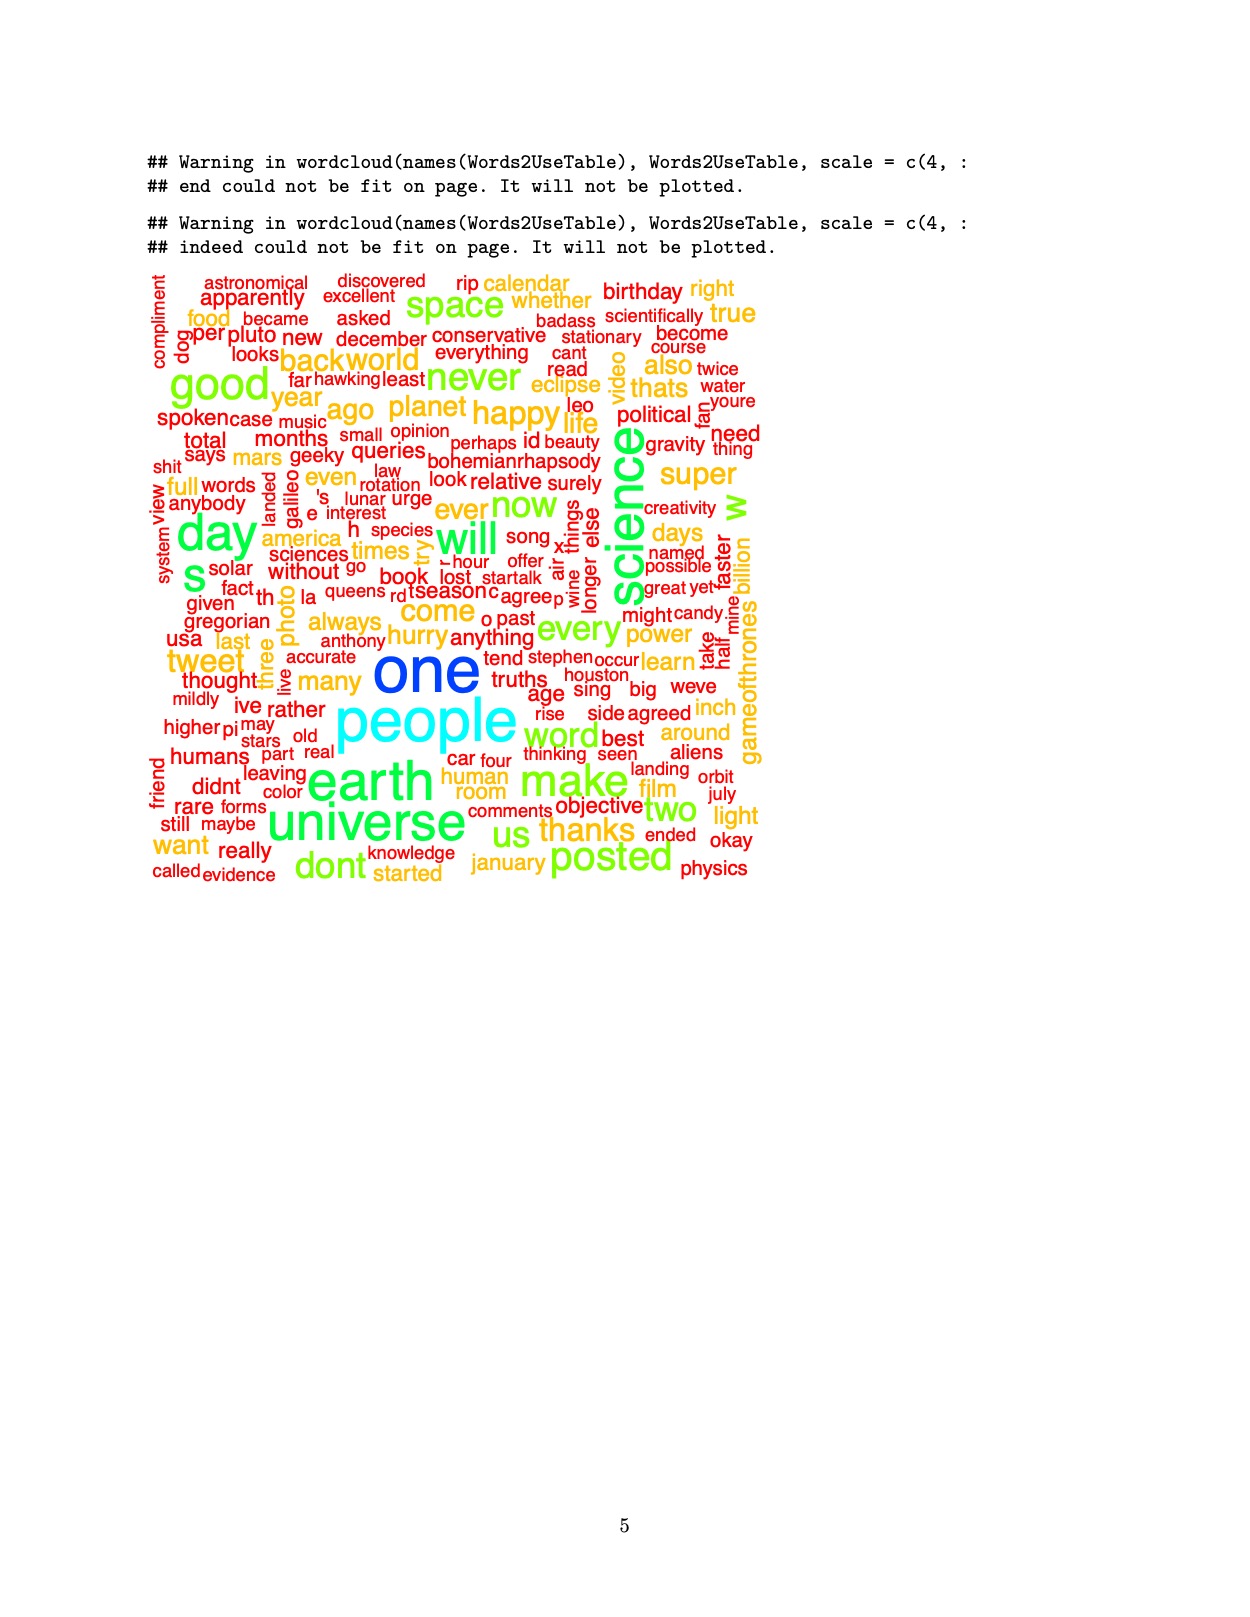 ## Warning in wordcloud(names(Words2UseTable), Words2UseTable, scale = c(4, :
## end could not be fit on page. It will not be plotted.
## Warning in wordcloud(names(Words2UseTable), Words2UseTable, scale = c(4, :
## indeed could not be fit on page. It will not be plotted.
compliment astronomical discovered rip calendar
apparently excellent space whether birthday right
food became asked badass scientifically true
dog per pluto new december conservative stationary become
looks back world everything cant course
good far hawking least never read eclipse video also twice
year thats water
ago planet happy leo life political fan youre
spoken case music
total months small opinion perhaps id beauty science gravity need
says mars geeky queries bohemianrhapsody thing
shit law super
full words even rotation look relative surely
view anybody landed galileo 's lunar urge ever now things else creativity w
e interest
day america h species will song x days
system sciences times try r hour offer air named faster billion
s solar without go book lost startalk wine longer possible
fact th la queens rd t season c agree p great yet
given photo come might candy mine
gregorian always o past every power
usa last three anthony hurry anything take half gameofthrones
tweet accurate one tend stephen occur learn
thought live many truths houston
mildly age sing big weve
ive rather people rise side agreed inch
higher pi may stars old word best around
humans part real car four thinking seen aliens
friend leaving earth human make landing orbit
didnt color room film july
rare forms universe comments objective two light
still maybe us thanks ended okay
want really dont knowledge january posted physics
called evidence started
5